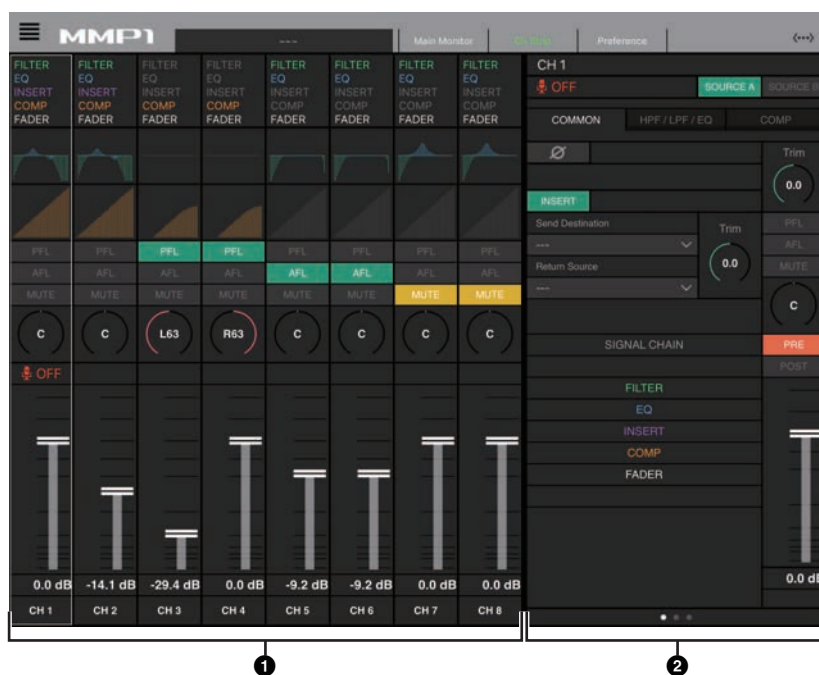 MMP1 --- Main Monitor Ch Strip Preference
FILTER FILTER FILTER FILTER FILTER FILTER FILTER FILTER
EQ EQ EQ EQ EQ EQ EQ EQ
INSERT INSERT INSERT INSERT INSERT INSERT INSERT INSERT
COMP COMP COMP COMP COMP COMP COMP COMP
FADER FADER FADER FADER FADER FADER FADER FADER
PFL PFL PFL PFL PFL PFL PFL PFL
AFL AFL AFL AFL AFL AFL AFL AFL
MUTE MUTE MUTE MUTE MUTE MUTE MUTE MUTE
C C L63 R63 C C C C
OFF
0.0 dB -14.1 dB -29.4 dB 0.0 dB -9.2 dB -9.2 dB 0.0 dB 0.0 dB
CH 1 CH 2 CH 3 CH 4 CH 5 CH 6 CH 7 CH 8
CH 1
OFF SOURCE A SOURCE B
COMMON HPF / LPF / EQ COMP
Ø Trim
0.0
INSERT
Send Destination Trim PFL
--- AFL
Return Source 0.0 MUTE
---
C
SIGNAL CHAIN PRE
POST
FILTER
EQ
INSERT
COMP
FADER
0.0 dB
1 2